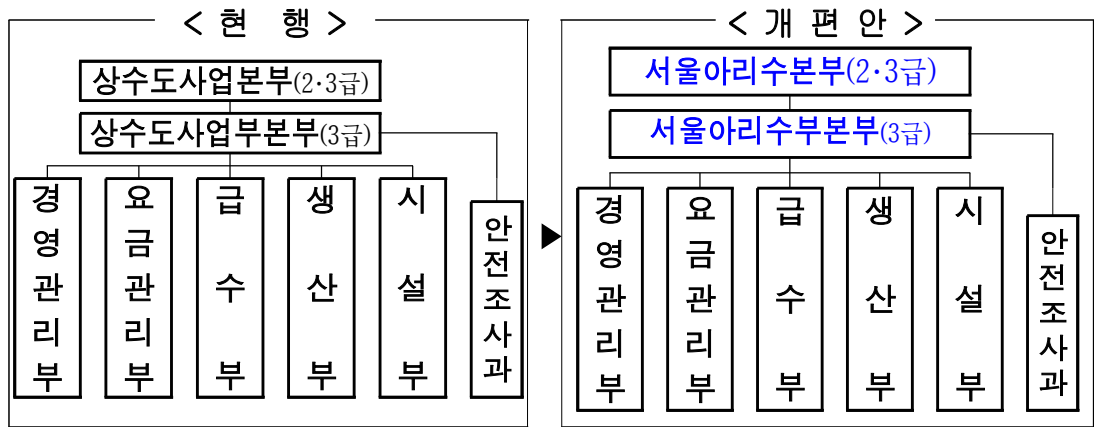 < 현 행 >
상수도사업본부(2·3급)
상수도사업부본부(3급)
경영관리부
요금관리부
급수부
생산부
시설부
안전조사과
▶
< 개 편 안 >
서울아리수본부(2·3급)
서울아리수부본부(3급)
경영관리부
요금관리부
급수부
생산부
시설부
안전조사과